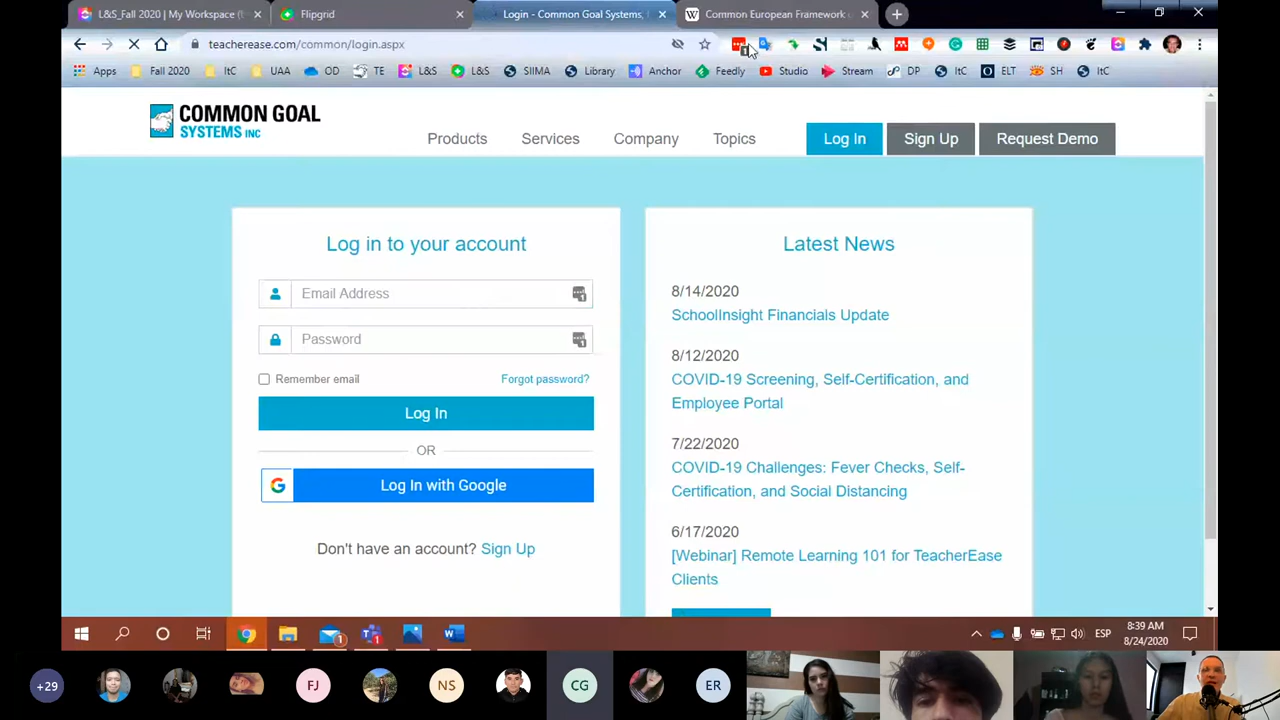 L&S_Fall 2020 | My Workspace (
Flipgrid
Login - Common Goal Systems,
Common European Framework
teacherease.com/common/login.aspx
Apps
Fall 2020
ItC
UAA
OD
TE
L&S
L&S
SIIMA
Library
Anchor
Feedly
Studio
Stream
DP
ItC
ELT
SH
ItC
COMMON GOAL
SYSTEMS INC
Products
Services
Company
Topics
Log In
Sign Up
Request Demo
Log in to your account
Email Address
Password
Remember email
Forgot password?
Log In
OR
Log In with Google
Don't have an account? Sign Up
Latest News
8/14/2020
SchoolInsight Financials Update
8/12/2020
COVID-19 Screening, Self-Certification, and
Employee Portal
7/22/2020
COVID-19 Challenges: Fever Checks, Self-
Certification, and Social Distancing
6/17/2020
[Webinar] Remote Learning 101 for TeacherEase
Clients
ESP
8:39 AM
8/24/2020
+29
FJ
NS
CG
ER